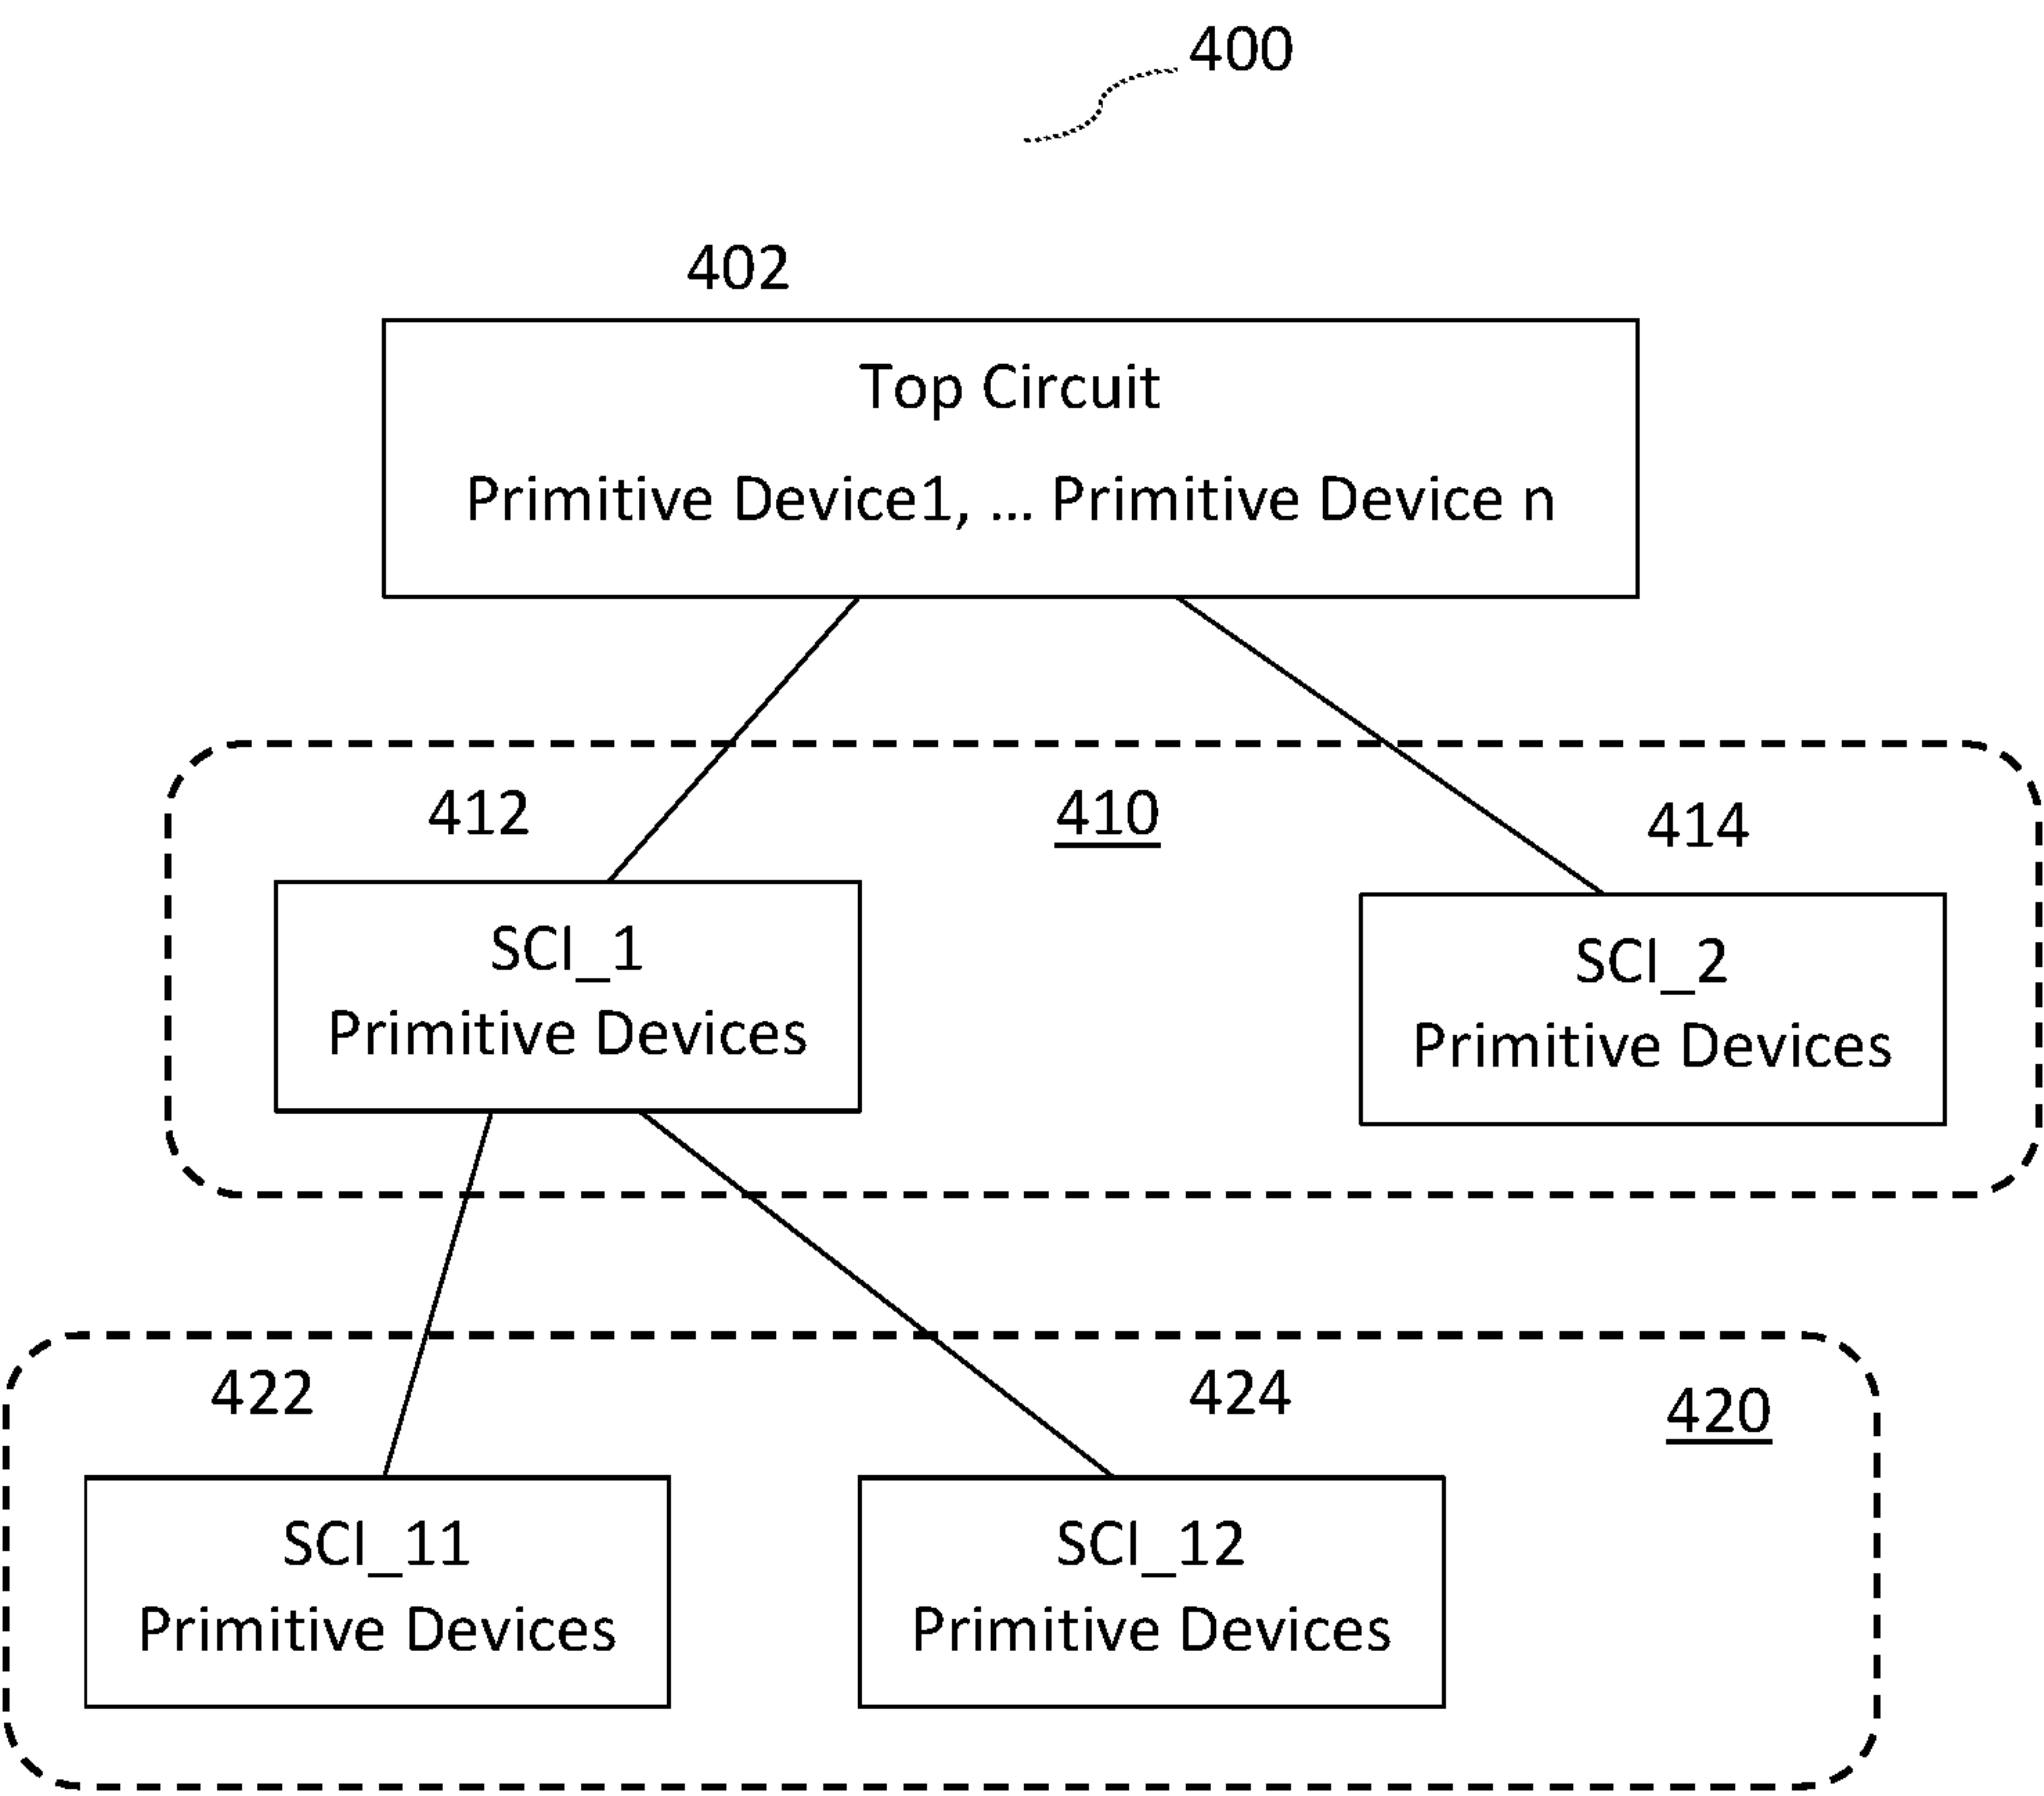 400
402
Top Circuit
Primitive Device1, ... Primitive Device n
412
410
414
SCI_1
Primitive Devices
SCI_2
Primitive Devices
422
424
420
SCI_11
Primitive Devices
SCI_12
Primitive Devices